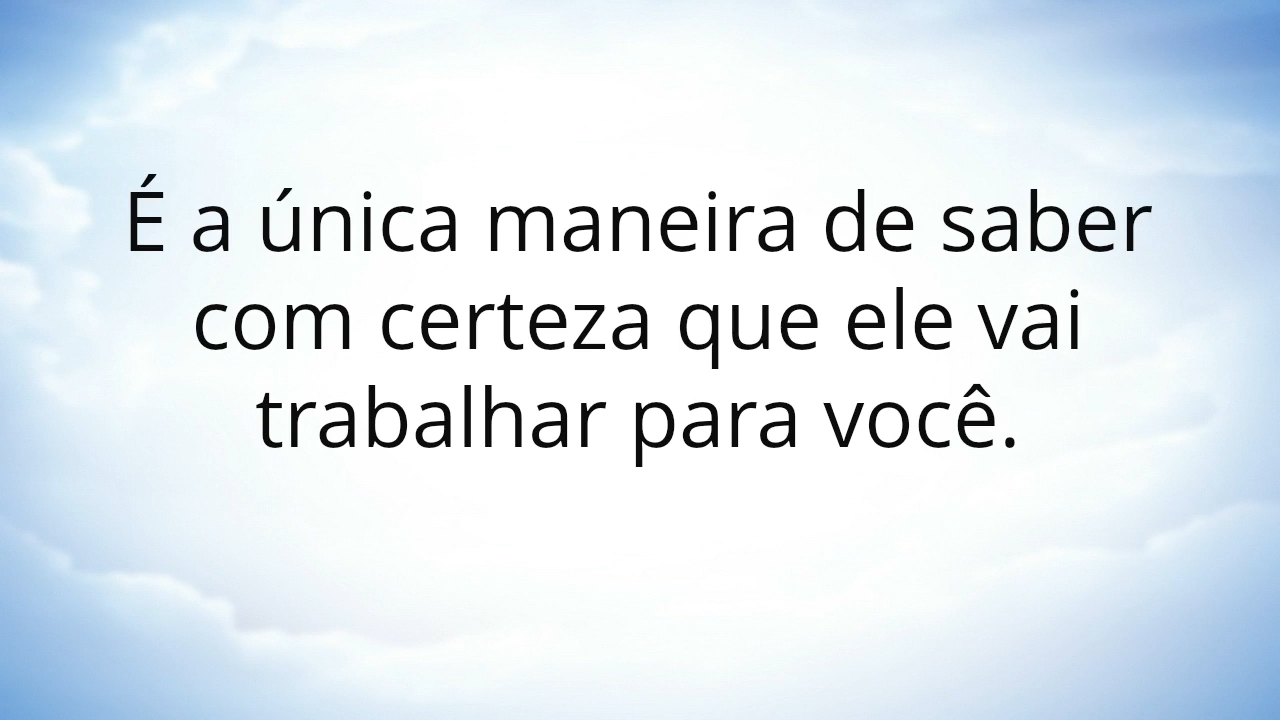 É a única maneira de saber
com certeza que ele vai
trabalhar para você.